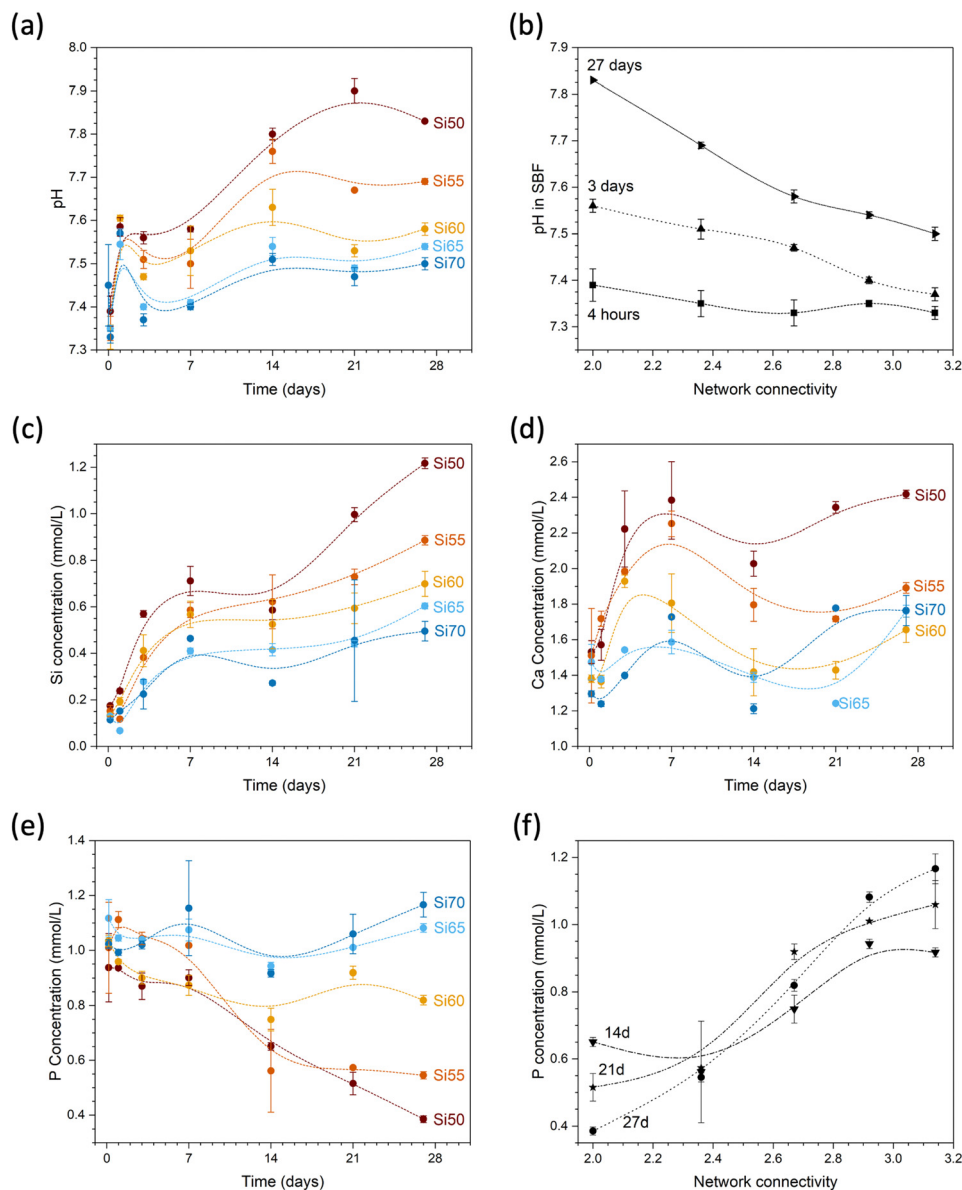 (a)
8.0
7.9
7.8
7.7
7.6
7.5
7.4
7.3
pH
0 7 14 21 28
Time (days)
Si50
Si55
Si60
Si65
Si70
(b)
7.9
7.8
7.7
7.6
7.5
7.4
7.3
pH in SBF
2.0 2.2 2.4 2.6 2.8 3.0 3.2
Network connectivity
27 days
3 days
4 hours
(c)
1.2
1.0
0.8
0.6
0.4
0.2
0.0
Si concentration (mmol/L)
0 7 14 21 28
Time (days)
Si50
Si55
Si60
Si65
Si70
(d)
2.6
2.4
2.2
2.0
1.8
1.6
1.4
1.2
1.0
Ca Concentration (mmol/L)
0 7 14 21 28
Time (days)
Si50
Si55
Si70
Si60
Si65
(e)
1.4
1.2
1.0
0.8
0.6
0.4
P Concentration (mmol/L)
0 7 14 21 28
Time (days)
Si70
Si65
Si60
Si55
Si50
(f)
1.4
1.2
1.0
0.8
0.6
0.4
P concentration (mmol/L)
2.0 2.2 2.4 2.6 2.8 3.0 3.2
Network connectivity
14d
21d
27d